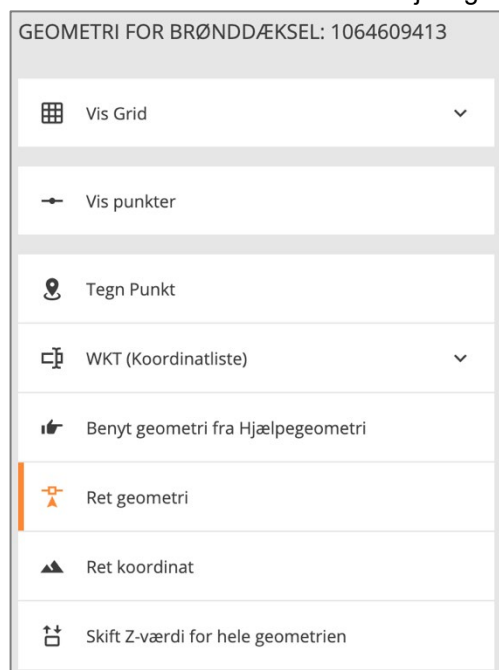 GEOMETRI FOR BRØNDDÆKSEL: 1064609413
Vis Grid
Vis punkter
Tegn Punkt
WKT (Koordinatliste)
Benyt geometri fra Hjælpegeometri
Ret geometri
Ret koordinat
Skift Z-værdi for hele geometrien